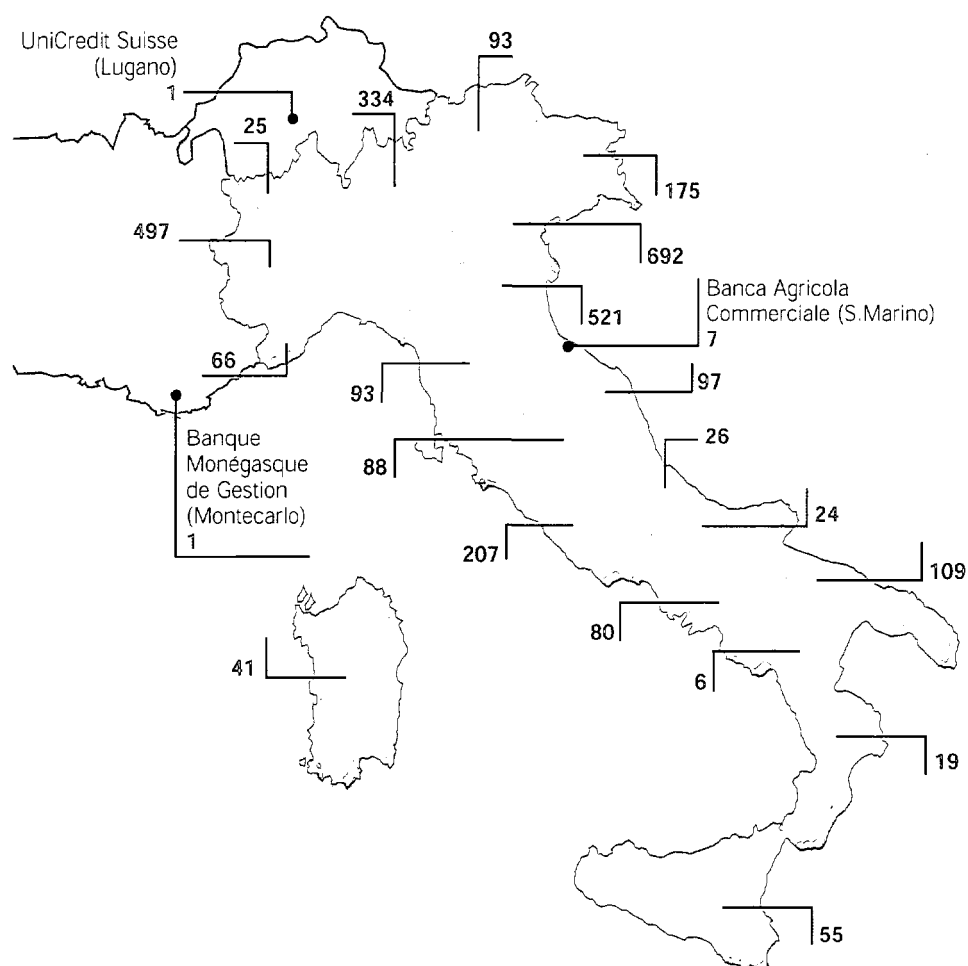 93
UniCredit Suisse
(Lugano)
1
334
25
175
497
692
Banca Agricola
Commerciale (S.Marino)
7
521
66
93
97
26
88
Banque
Monégasque
de Gestion
(Montecarlo)
1
24
207
109
80
41
6
19
55